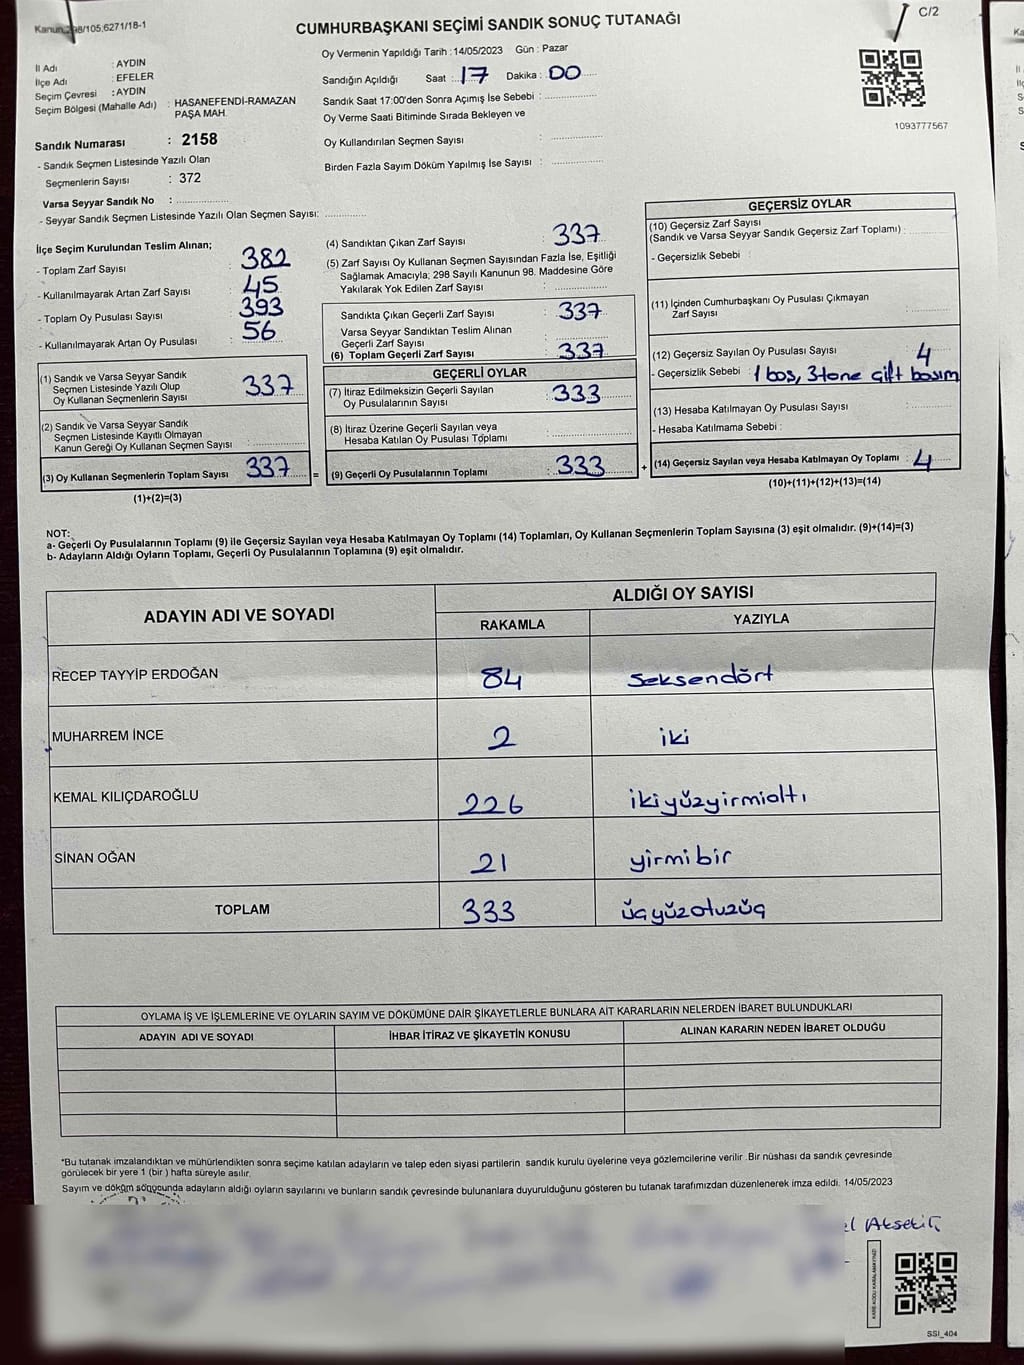 Kanun 298/105,6271/18-1
C/2
CUMHURBAŞKANI SEÇİMİ SANDIK SONUÇ TUTANAĞI
İl Adı : AYDIN
İlçe Adı : EFELER
Seçim Çevresi : AYDIN
Seçim Bölgesi (Mahalle Adı) : HASANEFENDİ-RAMAZAN
PAŞA MAH.
Sandık Numarası : 2158
- Sandık Seçmen Listesinde Yazılı Olan
Seçmenlerin Sayısı : 372
Varsa Seyyar Sandık No :
- Seyyar Sandık Seçmen Listesinde Yazılı Olan Seçmen Sayısı:
Oy Vermenin Yapıldığı Tarih : 14/05/2023 Gün : Pazar
Sandığın Açıldığı Saat : 17 Dakika : 00
Sandık Saat 17:00'den Sonra Açımış İse Sebebi :
Oy Verme Saati Bitiminde Sırada Bekleyen ve
Oy Kullandırılan Seçmen Sayısı :
Birden Fazla Sayım Döküm Yapılmış İse Sayısı :
1093777567
İlçe Seçim Kurulundan Teslim Alınan;
- Toplam Zarf Sayısı : 382
- Kullanılmayarak Artan Zarf Sayısı : 45
- Toplam Oy Pusulası Sayısı : 393
- Kullanılmayarak Artan Oy Pusulası : 56
(1) Sandık ve Varsa Seyyar Sandık
Seçmen Listesinde Yazılı Olup
Oy Kullanan Seçmenlerin Sayısı : 337
(2) Sandık ve Varsa Seyyar Sandık
Seçmen Listesinde Kayıtlı Olmayan
Kanun Gereği Oy Kullanan Seçmen Sayısı :
(3) Oy Kullanan Seçmenlerin Toplam Sayısı : 337
(1)+(2)=(3)
(4) Sandıktan Çıkan Zarf Sayısı : 337
(5) Zarf Sayısı Oy Kullanan Seçmen Sayısından Fazla İse, Eşitliği
Sağlamak Amacıyla; 298 Sayılı Kanunun 98. Maddesine Göre
Yakılarak Yok Edilen Zarf Sayısı :
Sandıkta Çıkan Geçerli Zarf Sayısı : 337
Varsa Seyyar Sandıktan Teslim Alınan
Geçerli Zarf Sayısı :
(6) Toplam Geçerli Zarf Sayısı : 337
GEÇERLİ OYLAR
(7) İtiraz Edilmeksizin Geçerli Sayılan
Oy Pusulalarının Sayısı : 333
(8) İtiraz Üzerine Geçerli Sayılan veya
Hesaba Katılan Oy Pusulası Toplamı :
= (9) Geçerli Oy Pusulalarının Toplamı : 333
GEÇERSİZ OYLAR
(10) Geçersiz Zarf Sayısı
(Sandık ve Varsa Seyyar Sandık Geçersiz Zarf Toplamı) :
- Geçersizlik Sebebi :
(11) İçinden Cumhurbaşkanı Oy Pusulası Çıkmayan
Zarf Sayısı :
(12) Geçersiz Sayılan Oy Pusulası Sayısı : 4
- Geçersizlik Sebebi : 1 boş, 3 tane çift basım
(13) Hesaba Katılmayan Oy Pusulası Sayısı :
- Hesaba Katılmama Sebebi :
+ (14) Geçersiz Sayılan veya Hesaba Katılmayan Oy Toplamı : 4
(10)+(11)+(12)+(13)=(14)
NOT:
a- Geçerli Oy Pusulalarının Toplamı (9) ile Geçersiz Sayılan veya Hesaba Katılmayan Oy Toplamı (14) Toplamları, Oy Kullanan Seçmenlerin Toplam Sayısına (3) eşit olmalıdır. (9)+(14)=(3)
b- Adayların Aldığı Oyların Toplamı, Geçerli Oy Pusulalarının Toplamına (9) eşit olmalıdır.
ADAYIN ADI VE SOYADI ALDIĞI OY SAYISI
RAKAMLA YAZIYLA
RECEP TAYYİP ERDOĞAN 84 Seksendört
MUHARREM İNCE 2 iki
KEMAL KILIÇDAROĞLU 226 ikiyüzyirmialtı
SİNAN OĞAN 21 yirmi bir
TOPLAM 333 üçyüzotuzüç
OYLAMA İŞ VE İŞLEMLERİNE VE OYLARIN SAYIM VE DÖKÜMÜNE DAİR ŞİKAYETLERLE BUNLARA AİT KARARLARIN NELERDEN İBARET BULUNDUKLARI
ADAYIN ADI VE SOYADI İHBAR İTİRAZ VE ŞİKAYETİN KONUSU ALINAN KARARIN NEDEN İBARET OLDUĞU
*Bu tutanak imzalandıktan ve mühürlendikten sonra seçime katılan adayların ve talep eden siyasi partilerin sandık kurulu üyelerine veya gözlemcilerine verilir .Bir nüshası da sandık çevresinde
görülecek bir yere 1 (bir ) hafta süreyle asılır.
Sayım ve döküm sonucunda adayların aldığı oyların sayılarını ve bunların sandık çevresinde bulunanlara duyurulduğunu gösteren bu tutanak tarafımızdan düzenlenerek imza edildi. 14/05/2023
el
KARE KODU KARALAMAYINIZ!
SSI_404